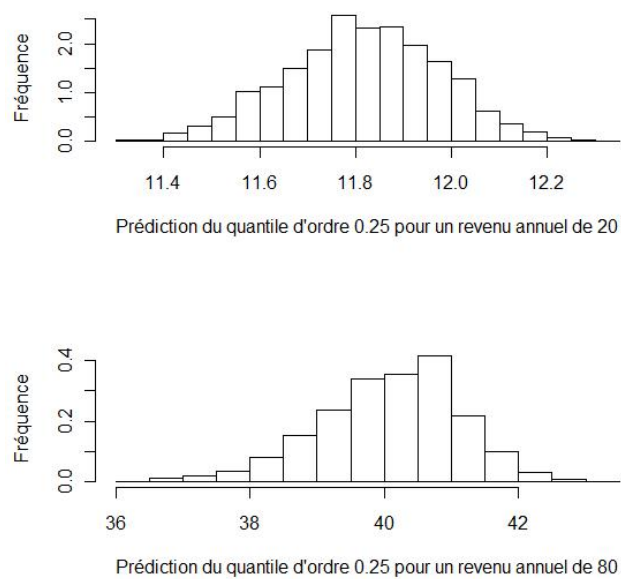 Fréquence
0.0 1.0 2.0
11.4 11.6 11.8 12.0 12.2
Prédiction du quantile d'ordre 0.25 pour un revenu annuel de 20
Fréquence
0.0 0.2 0.4
36 38 40 42
Prédiction du quantile d'ordre 0.25 pour un revenu annuel de 80